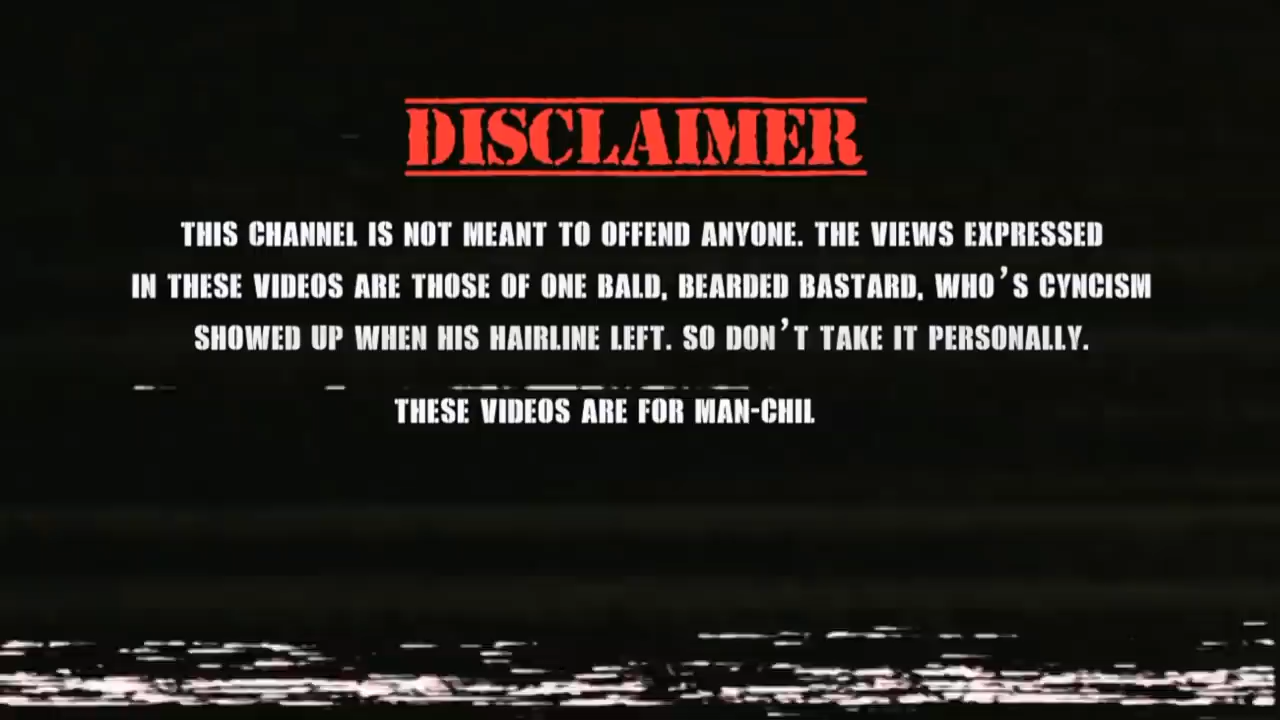 DISCLAIMER
THIS CHANNEL IS NOT MEANT TO OFFEND ANYONE. THE VIEWS EXPRESSED
IN THESE VIDEOS ARE THOSE OF ONE BALD, BEARDED BASTARD, WHO'S CYNCISM
SHOWED UP WHEN HIS HAIRLINE LEFT. SO DON'T TAKE IT PERSONALLY.
THESE VIDEOS ARE FOR MAN-CHIL